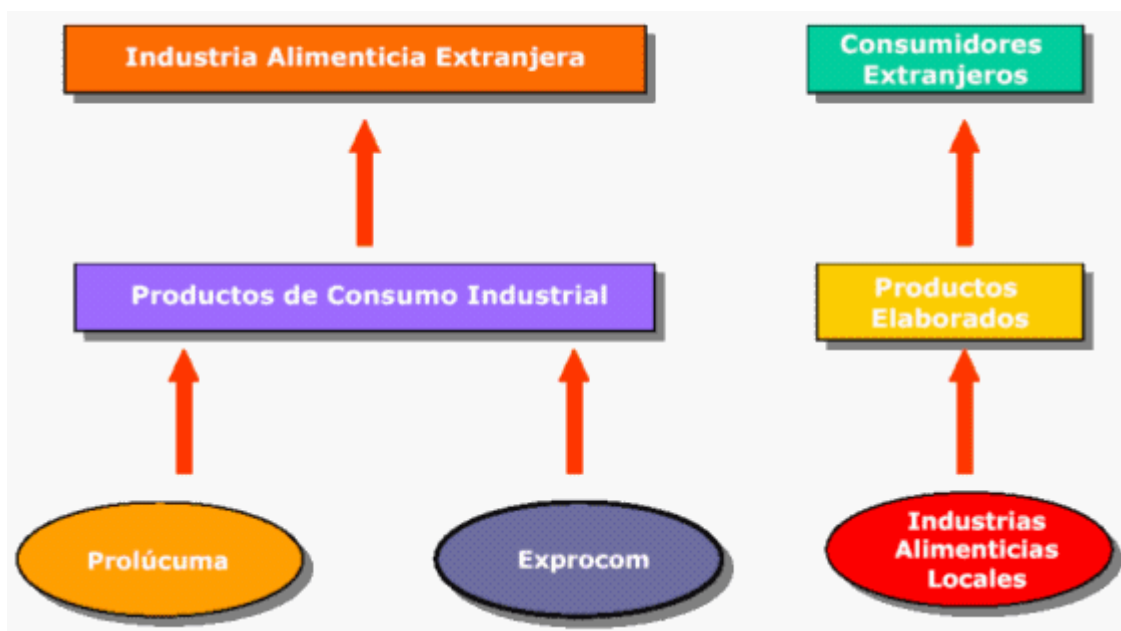 Industria Alimenticia Extranjera
Consumidores
Extranjeros
Productos de Consumo Industrial
Productos
Elaborados
Prolúcuma
Exprocom
Industrias
Alimenticias
Locales